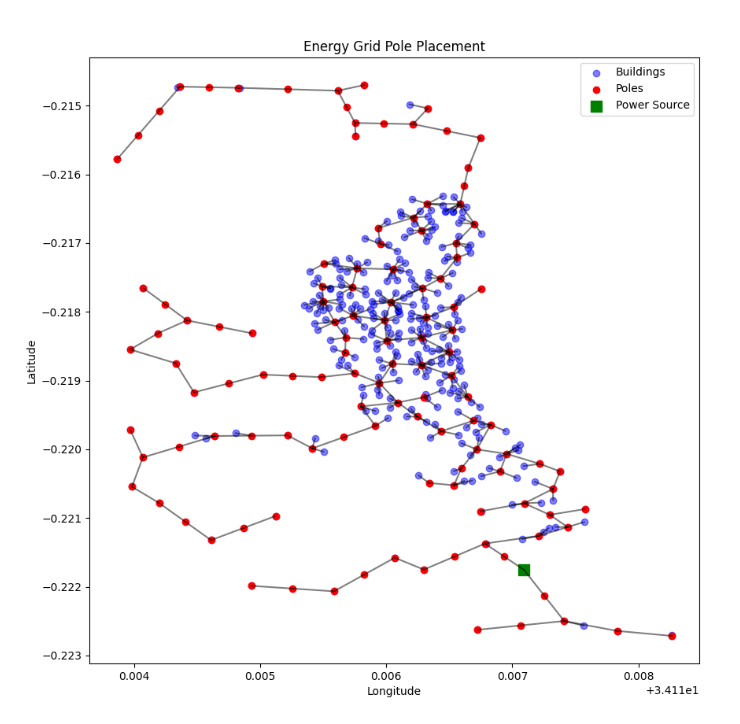 Energy Grid Pole Placement
Buildings
Poles
Power Source
Latitude
−0.215
−0.216
−0.217
−0.218
−0.219
−0.220
−0.221
−0.222
−0.223
0.004 0.005 0.006 0.007 0.008
Longitude
+3.411e1